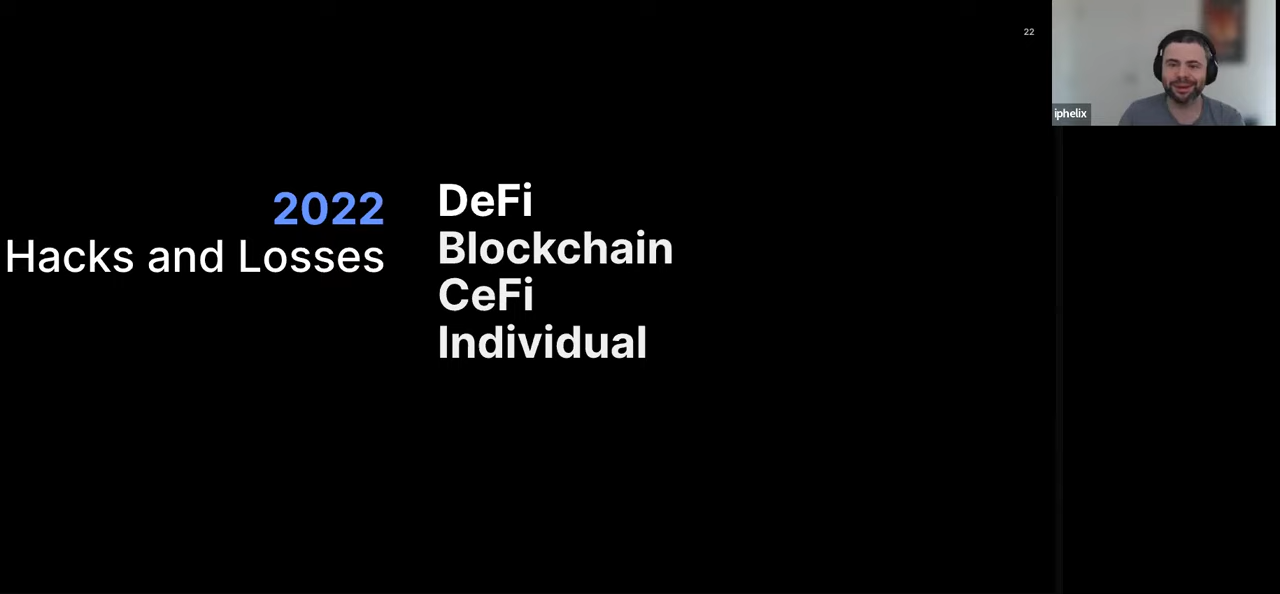 22
iphelix
2022
Hacks and Losses
DeFi
Blockchain
CeFi
Individual